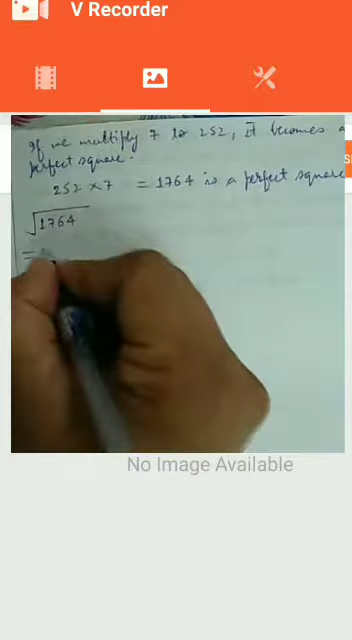 V Recorder
If we multiply 7 to 252, it becomes a
perfect square.
252 × 7 = 1764 is a perfect square
√1764
=
No Image Available